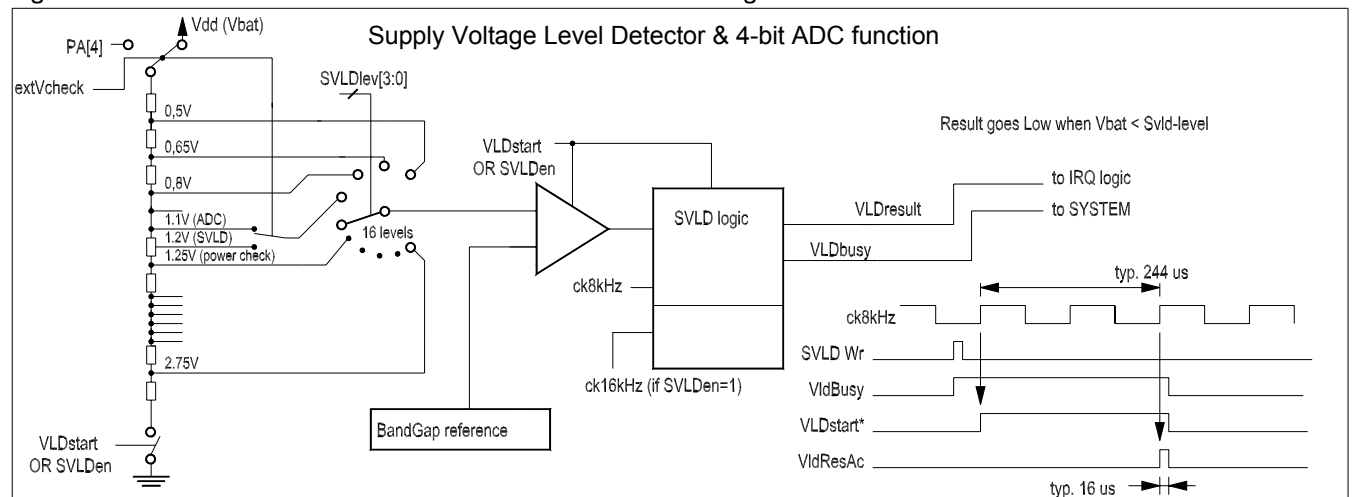 Vdd (Vbat)
Supply Voltage Level Detector & 4-bit ADC function
PA[4]
extVcheck
SVLDlev[3:0]
0,5V
0,65V
0,8V
1.1V (ADC)
1.2V (SVLD)
1.25V (power check)
2.75V
16 levels
VLDstart
OR SVLDen
VLDstart
OR SVLDen
BandGap reference
SVLD logic
ck8kHz
ck16kHz (if SVLDen=1)
Result goes Low when Vbat < Svld-level
VLDresult
to IRQ logic
to SYSTEM
VLDbusy
typ. 244 us
ck8kHz
SVLD Wr
VldBusy
VLDstart*
VldResAc
typ. 16 us